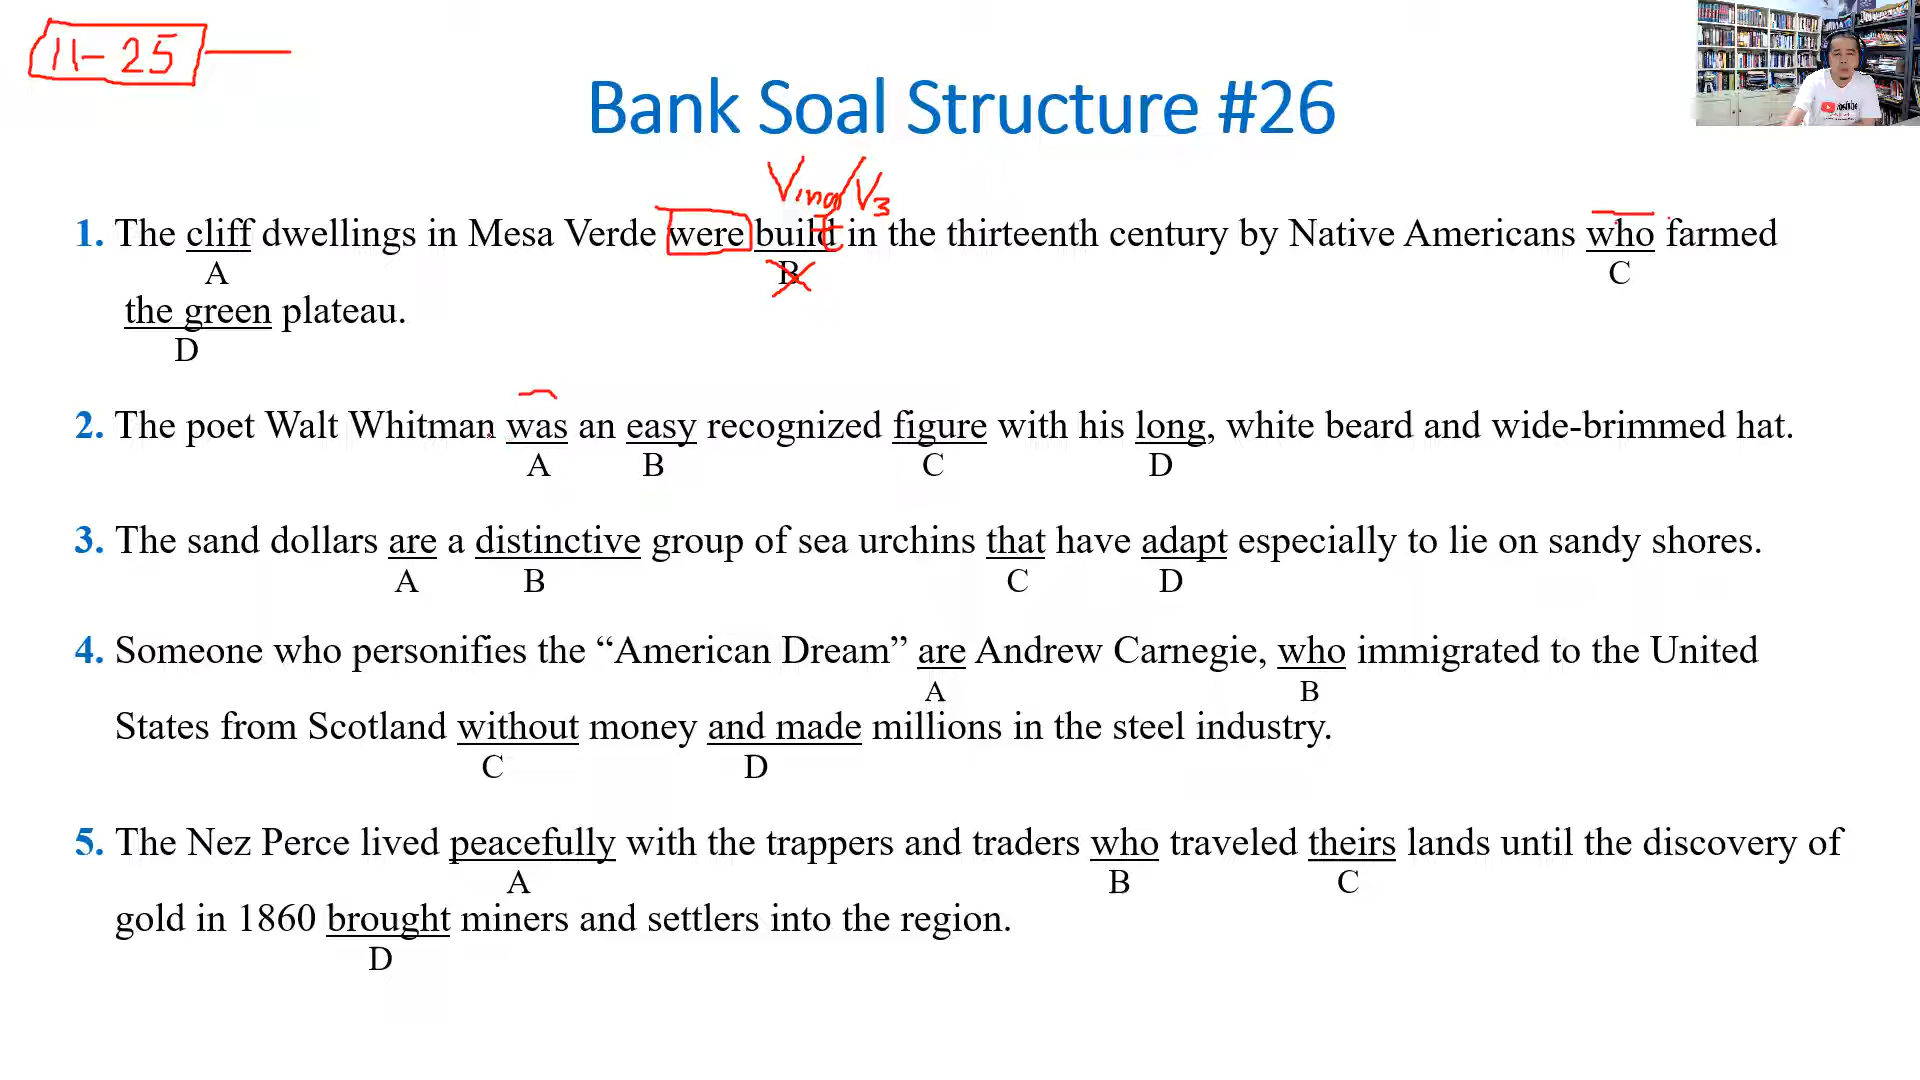 11-25
Bank Soal Structure #26
Ving/V3
1. The cliff dwellings in Mesa Verde were build in the thirteenth century by Native Americans who farmed
A B C
the green plateau.
D
2. The poet Walt Whitman was an easy recognized figure with his long, white beard and wide-brimmed hat.
A B C D
3. The sand dollars are a distinctive group of sea urchins that have adapt especially to lie on sandy shores.
A B C D
4. Someone who personifies the “American Dream” are Andrew Carnegie, who immigrated to the United
A B
States from Scotland without money and made millions in the steel industry.
C D
5. The Nez Perce lived peacefully with the trappers and traders who traveled theirs lands until the discovery of
A B C
gold in 1860 brought miners and settlers into the region.
D